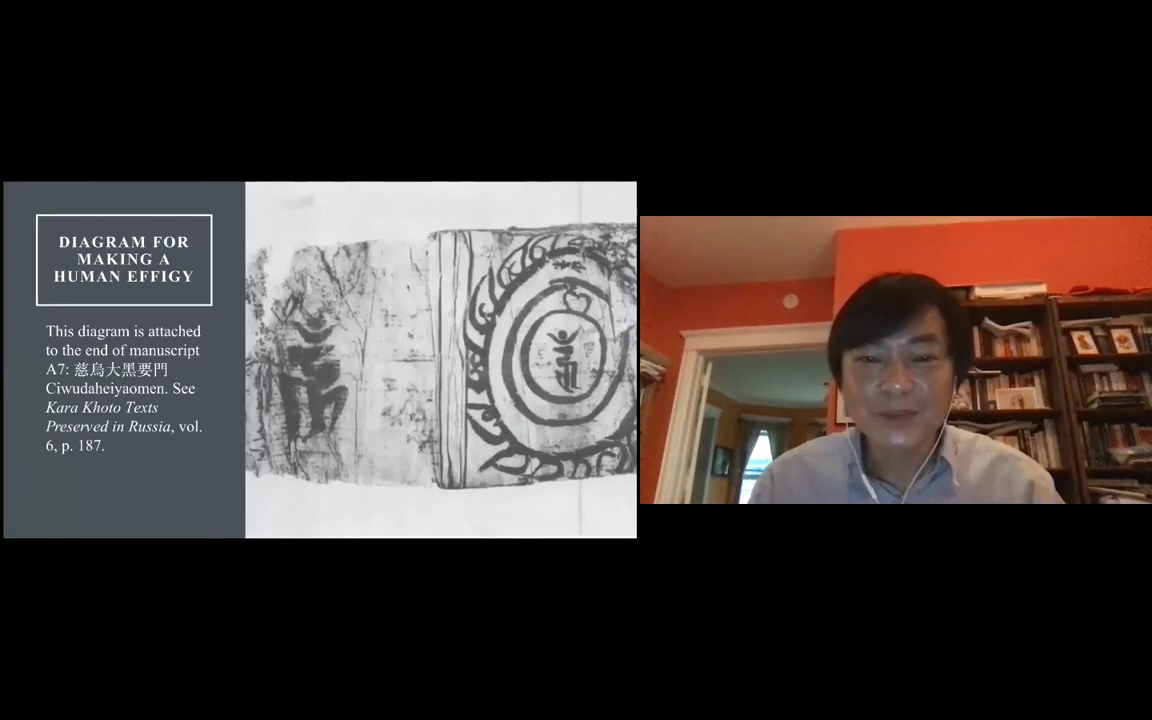 DIAGRAM FOR
MAKING A
HUMAN EFFIGY
This diagram is attached
to the end of manuscript
A7: 慈烏大黑要門
Ciwudaheiyaomen. See
Kara Khoto Texts
Preserved in Russia, vol.
6, p. 187.